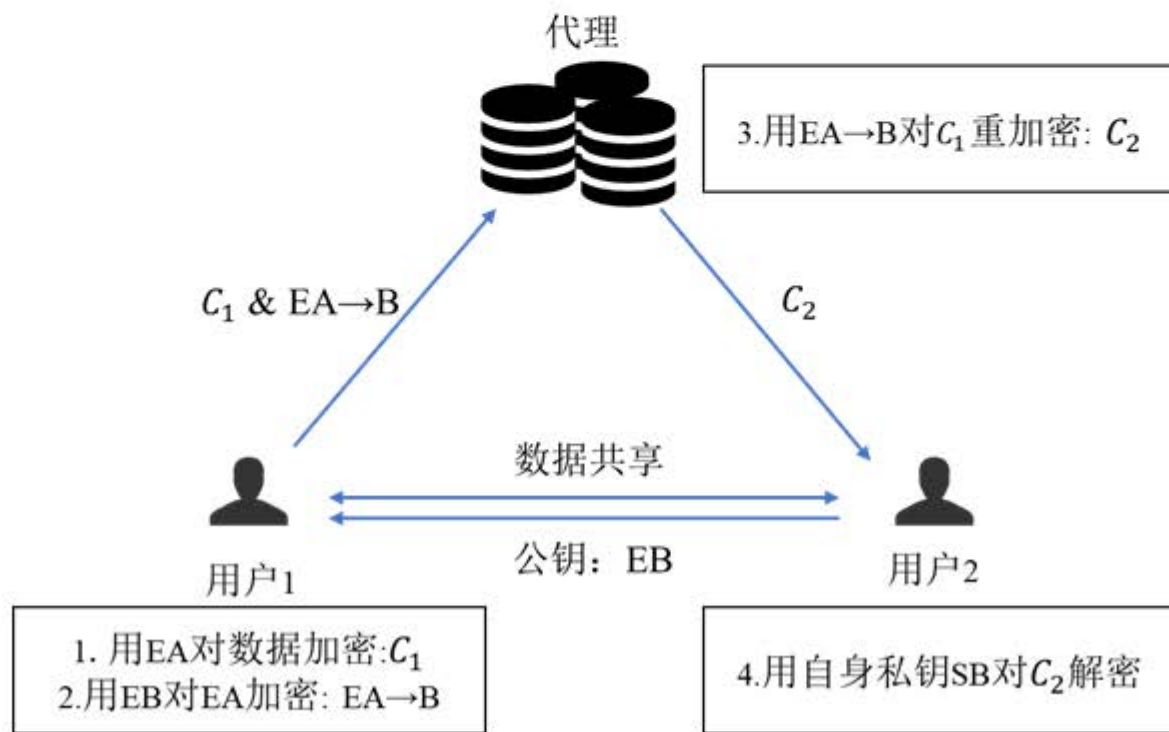 代理
3.用EA→B对C₁重加密: C₂
C₁ & EA→B
C₂
数据共享
公钥：EB
用户1
用户2
1. 用EA对数据加密:C₁
2.用EB对EA加密: EA→B
4.用自身私钥SB对C₂解密